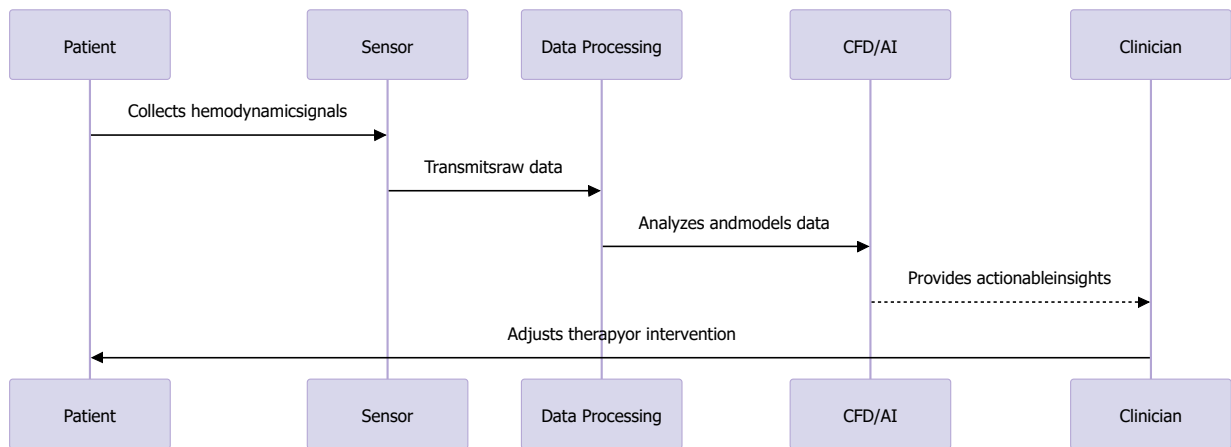 Patient
Sensor
Data Processing
CFD/AI
Clinician
Collects hemodynamicsignals
Transmitsraw data
Analyzes andmodels data
Provides actionableinsights
Adjusts therapyor intervention
Patient
Sensor
Data Processing
CFD/AI
Clinician